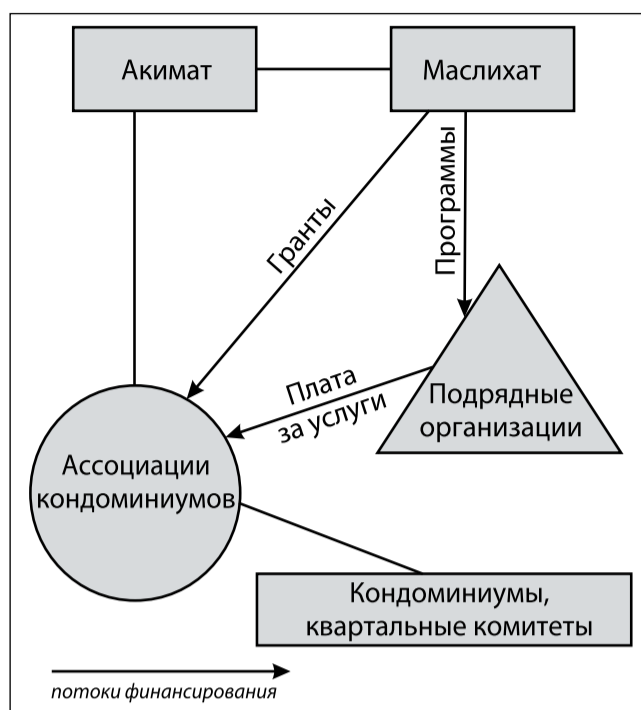 Акимат
Маслихат
Гранты
Программы
Плата
за услуги
Подрядные
организации
Ассоциации
кондоминиумов
Кондоминиумы,
квартальные комитеты
потоки финансирования